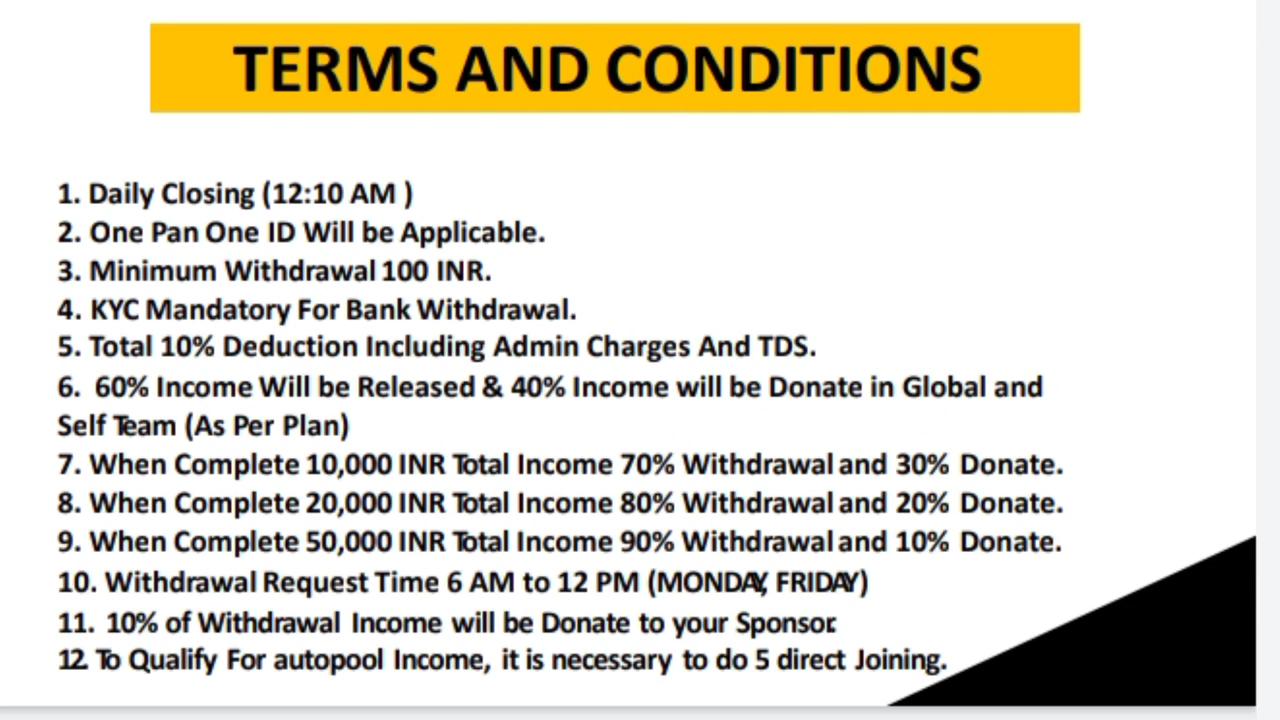 TERMS AND CONDITIONS
1. Daily Closing (12:10 AM )
2. One Pan One ID Will be Applicable.
3. Minimum Withdrawal 100 INR.
4. KYC Mandatory For Bank Withdrawal.
5. Total 10% Deduction Including Admin Charges And TDS.
6. 60% Income Will be Released & 40% Income will be Donate in Global and
Self Team (As Per Plan)
7. When Complete 10,000 INR Total Income 70% Withdrawal and 30% Donate.
8. When Complete 20,000 INR Total Income 80% Withdrawal and 20% Donate.
9. When Complete 50,000 INR Total Income 90% Withdrawal and 10% Donate.
10. Withdrawal Request Time 6 AM to 12 PM (MONDAY, FRIDAY)
11. 10% of Withdrawal Income will be Donate to your Sponsor.
12. To Qualify For autopool Income, it is necessary to do 5 direct Joining.